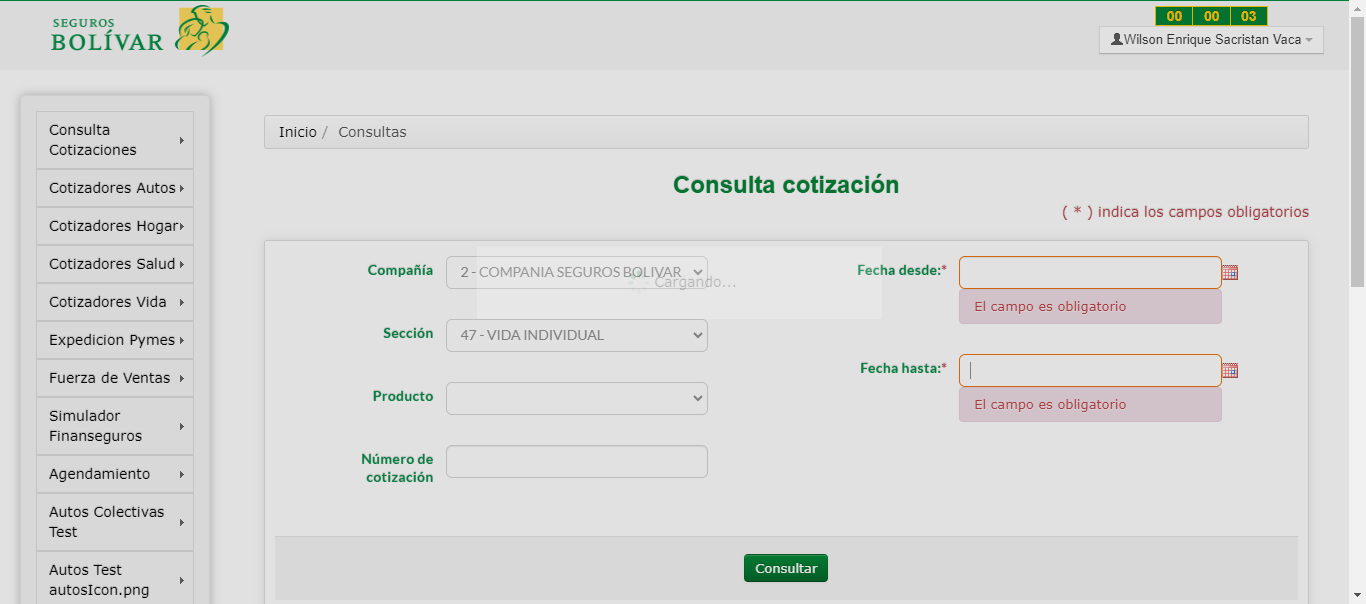 SEGUROS
BOLÍVAR
00 00 03
Wilson Enrique Sacristan Vaca
Consulta
Cotizaciones
Cotizadores Autos
Cotizadores Hogar
Cotizadores Salud
Cotizadores Vida
Expedicion Pymes
Fuerza de Ventas
Simulador
Finanseguros
Agendamiento
Autos Colectivas
Test
Autos Test
autosIcon.png
Inicio / Consultas
Consulta cotización
( * ) indica los campos obligatorios
Compañía
2 - COMPANIA SEGUROS BOLIVAR
Cargando...
Fecha desde:*
El campo es obligatorio
Sección
47 - VIDA INDIVIDUAL
Fecha hasta:*
El campo es obligatorio
Producto
Número de
cotización
Consultar